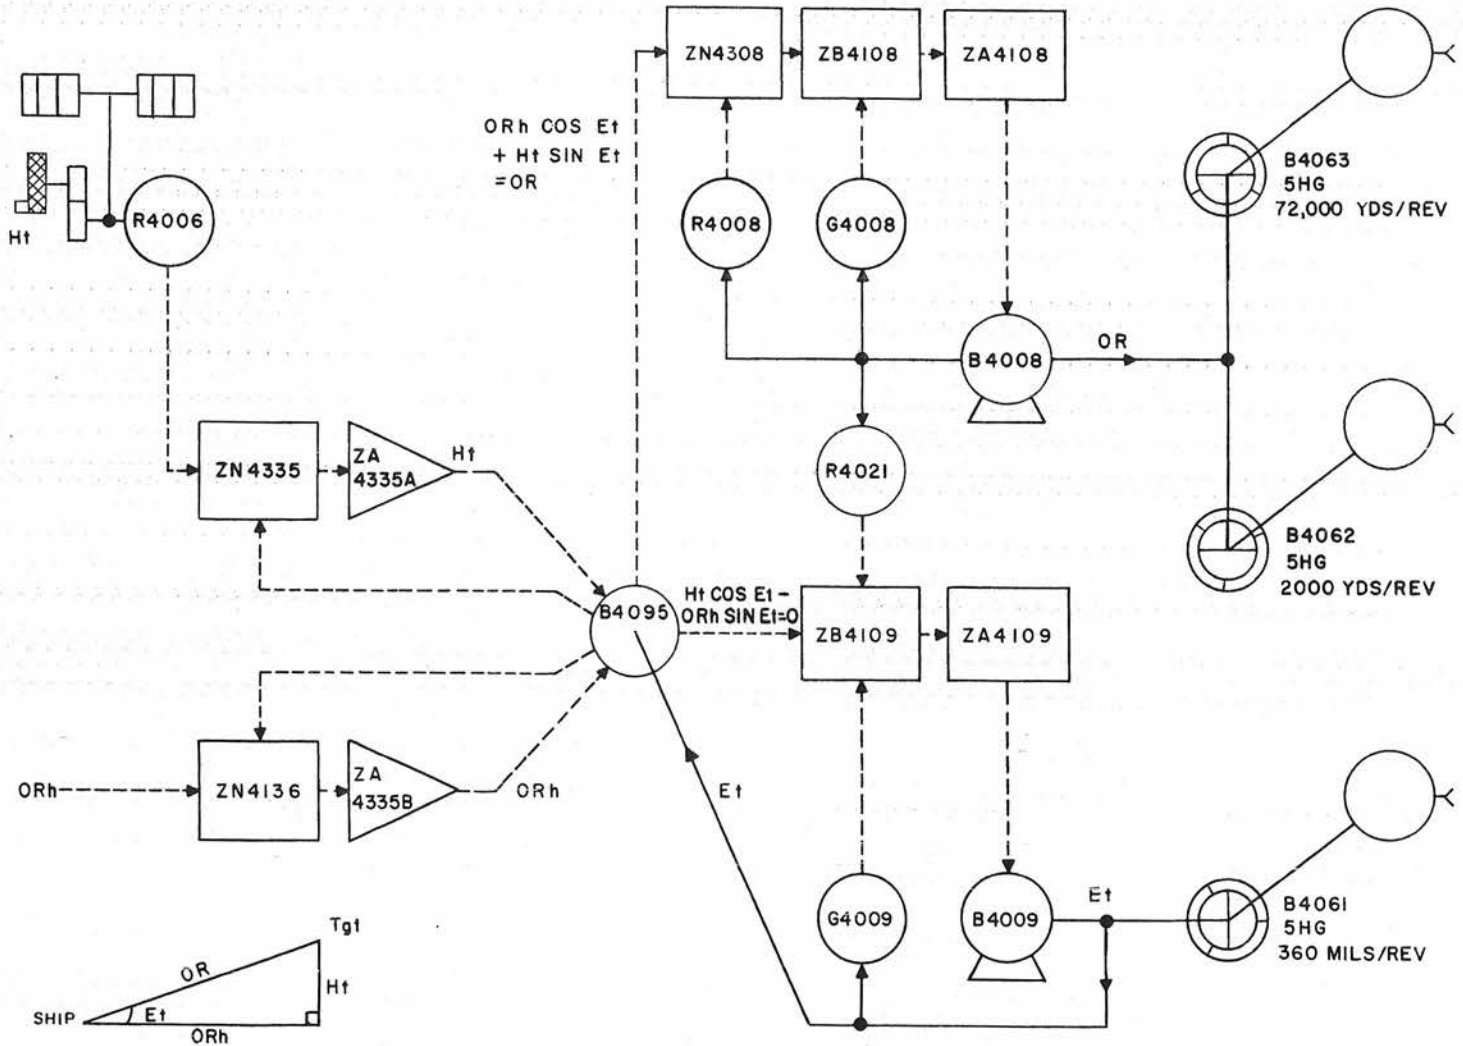 ZN4308
ZB4108
ZA4108
ORh COS Et
+ Ht SIN Et
=OR
B4063
5HG
72,000 YDS/REV
Ht
R4006
R4008
G4008
B4008
OR
ZN4335
ZA
4335A
Ht
R4021
B4062
5HG
2000 YDS/REV
B4095
Ht COS Et –
ORh SIN Et=0
ZB4109
ZA4109
ORh
ZN4136
ZA
4335B
ORh
Et
G4009
B4009
Et
B4061
5HG
360 MILS/REV
Tgt
OR
Ht
SHIP
Et
ORh